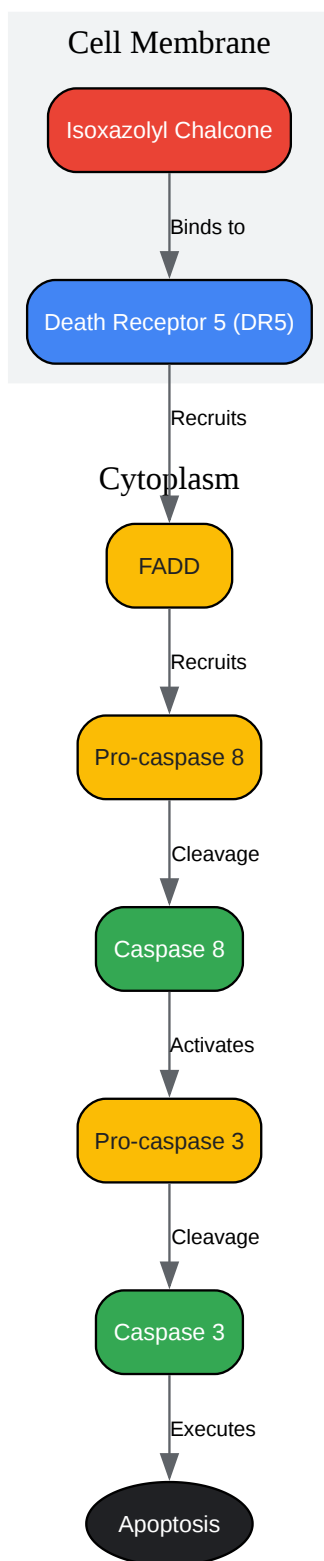 Cell Membrane
Isoxazolyl Chalcone
Binds to
Death Receptor 5 (DR5)
Recruits
Cytoplasm
FADD
Recruits
Pro-caspase 8
Cleavage
Caspase 8
Activates
Pro-caspase 3
Cleavage
Caspase 3
Executes
Apoptosis